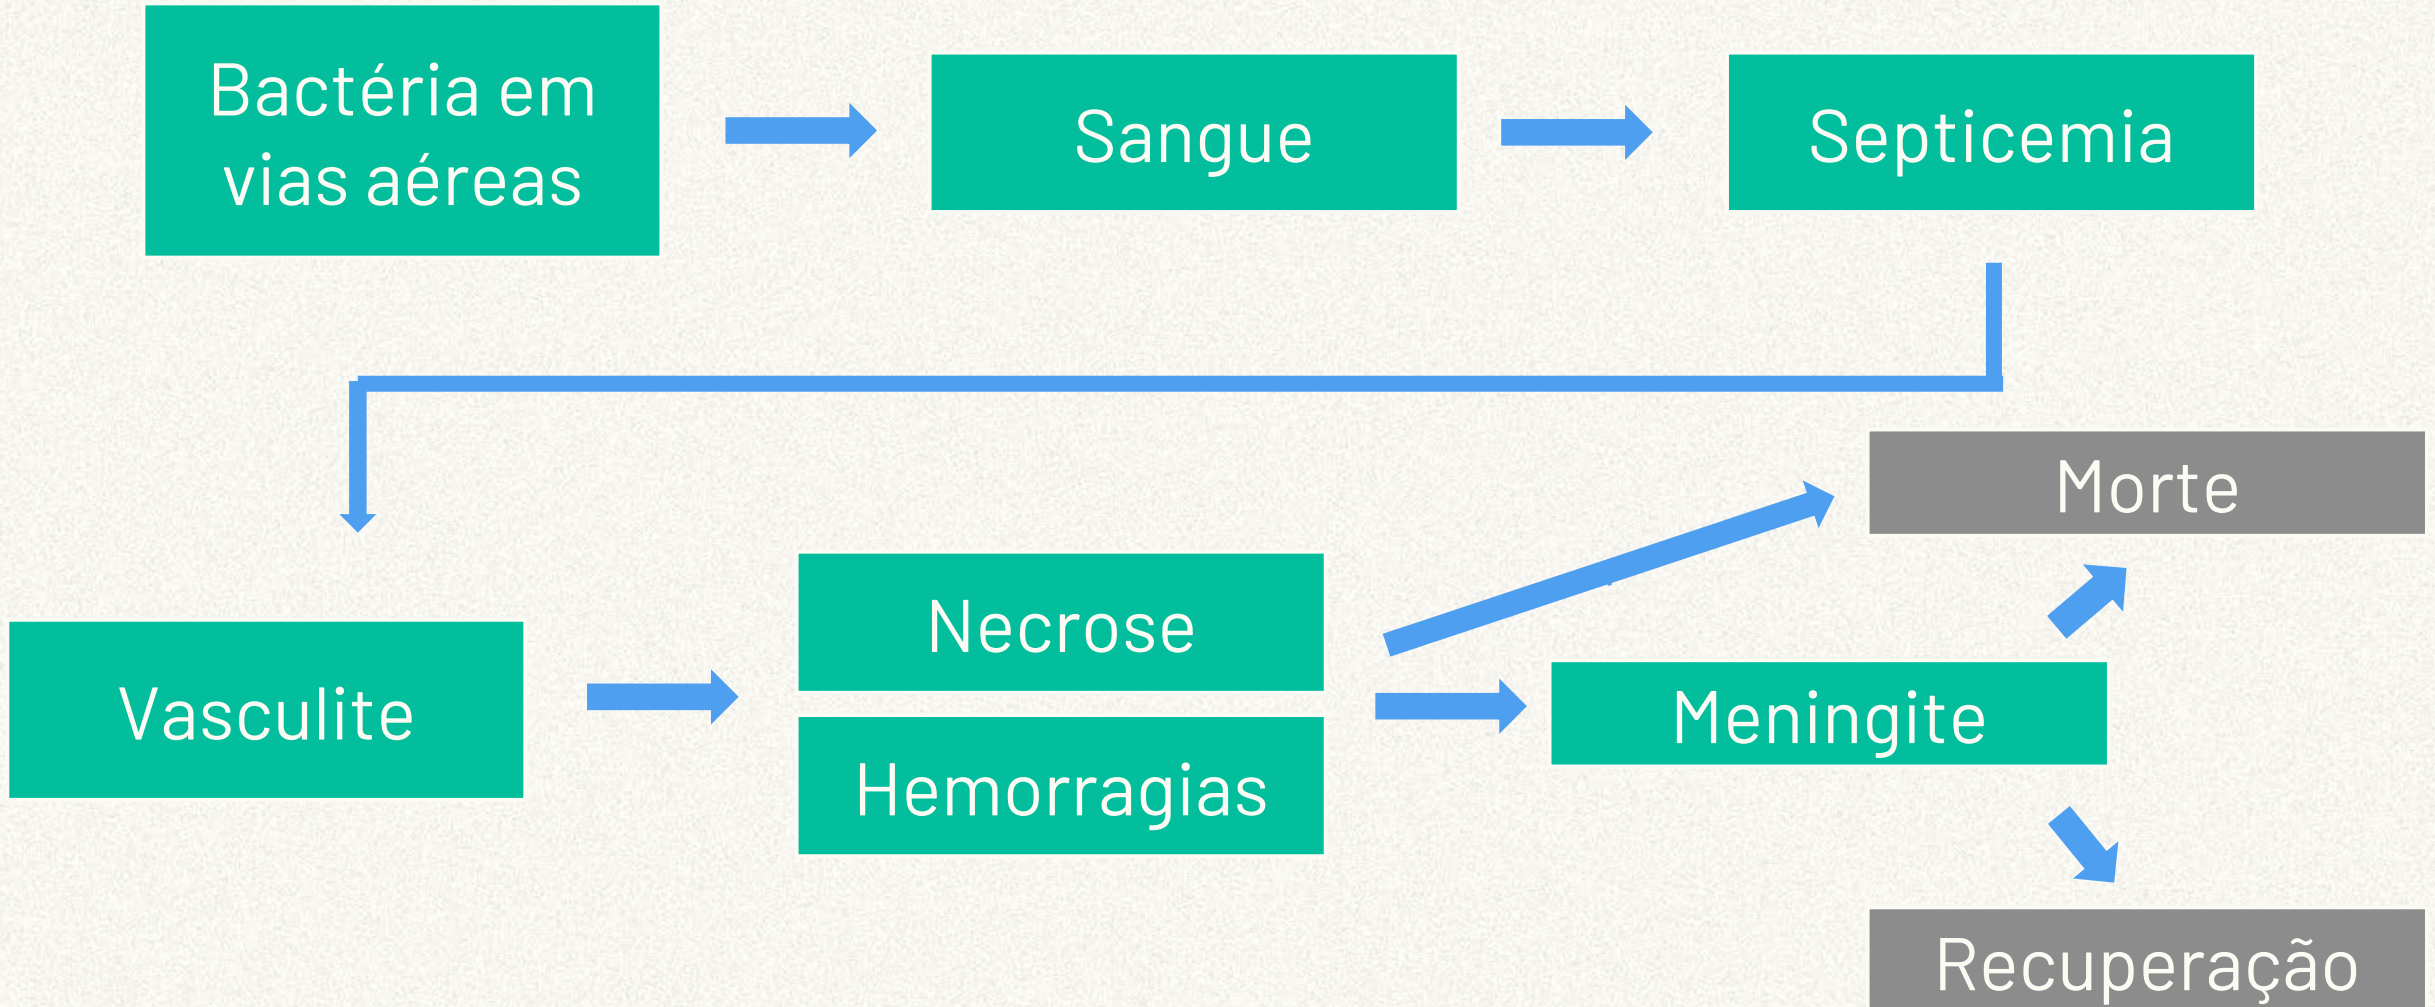 Bactéria em
vias aéreas
Sangue
Septicemia
Morte
Necrose
Vasculite
Meningite
Hemorragias
Recuperação